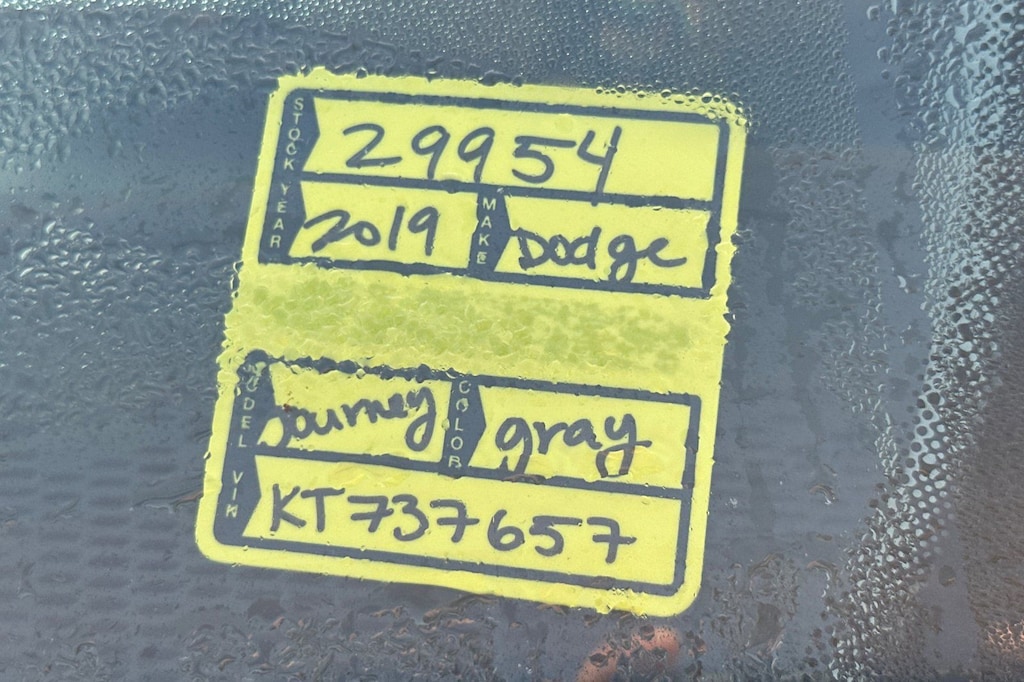 STOCK 29954
YEAR 2019 MAKE Dodge
MODEL Journey COLOR gray
VIN KT737657